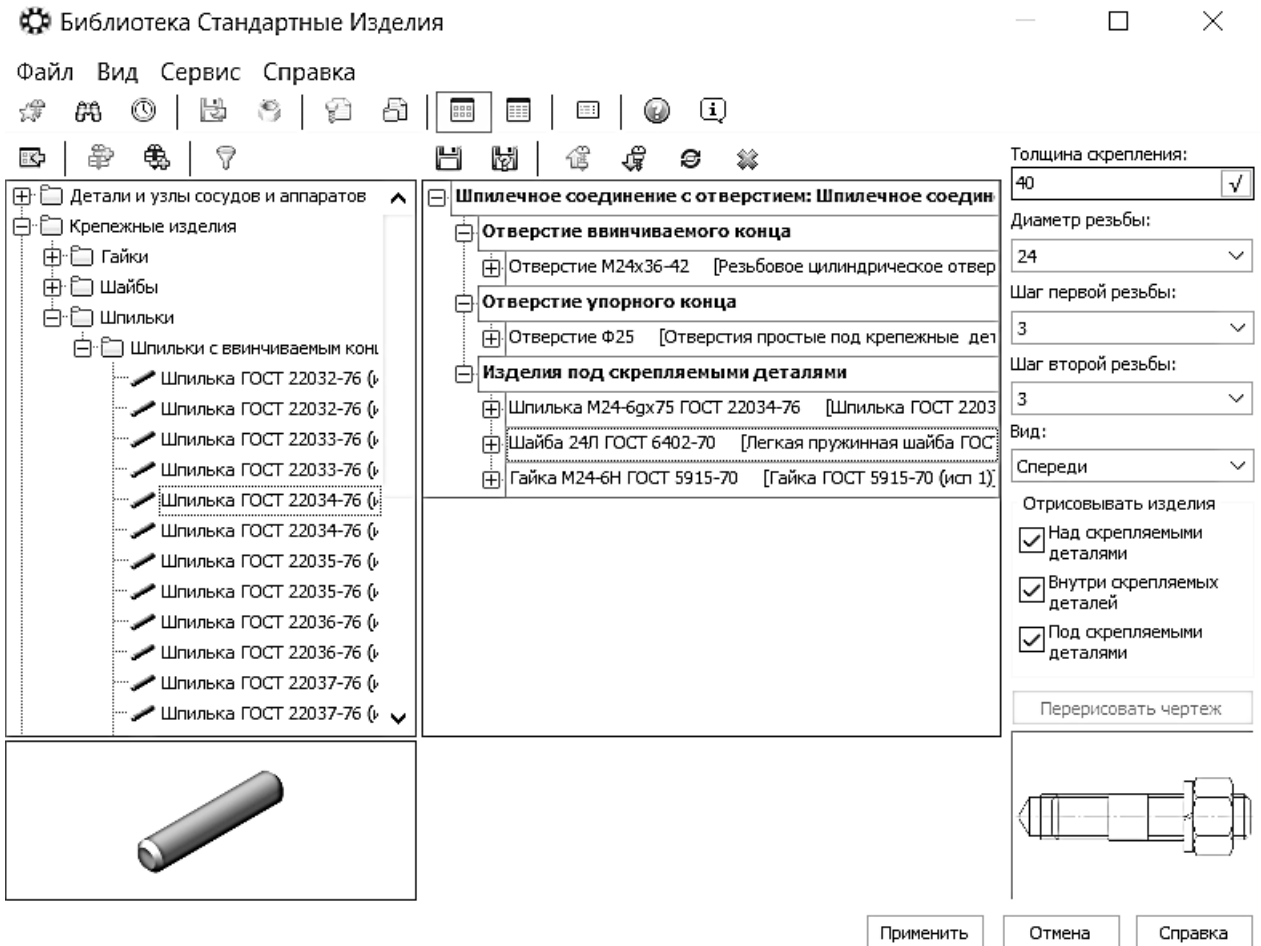 Библиотека Стандартные Изделия
Файл Вид Сервис Справка
Детали и узлы сосудов и аппаратов
Крепежные изделия
Гайки
Шайбы
Шпильки
Шпильки с ввинчиваемым конц
Шпилька ГОСТ 22032-76 (и
Шпилька ГОСТ 22032-76 (и
Шпилька ГОСТ 22033-76 (и
Шпилька ГОСТ 22033-76 (и
Шпилька ГОСТ 22034-76 (и
Шпилька ГОСТ 22034-76 (и
Шпилька ГОСТ 22035-76 (и
Шпилька ГОСТ 22035-76 (и
Шпилька ГОСТ 22036-76 (и
Шпилька ГОСТ 22036-76 (и
Шпилька ГОСТ 22037-76 (и
Шпилька ГОСТ 22037-76 (и
Шпилечное соединение с отверстием: Шпилечное соедин
Отверстие ввинчиваемого конца
Отверстие М24х36-42 [Резьбовое цилиндрическое отвер
Отверстие упорного конца
Отверстие Ф25 [Отверстия простые под крепежные дет
Изделия под скрепляемыми деталями
Шпилька М24-6gх75 ГОСТ 22034-76 [Шпилька ГОСТ 2203
Шайба 24Л ГОСТ 6402-70 [Легкая пружинная шайба ГОС
Гайка М24-6Н ГОСТ 5915-70 [Гайка ГОСТ 5915-70 (исп 1)]
Толщина скрепления:
40
Диаметр резьбы:
24
Шаг первой резьбы:
3
Шаг второй резьбы:
3
Вид:
Спереди
Отрисовывать изделия
Над скрепляемыми
деталями
Внутри скрепляемых
деталей
Под скрепляемыми
деталями
Перерисовать чертеж
Применить
Отмена
Справка